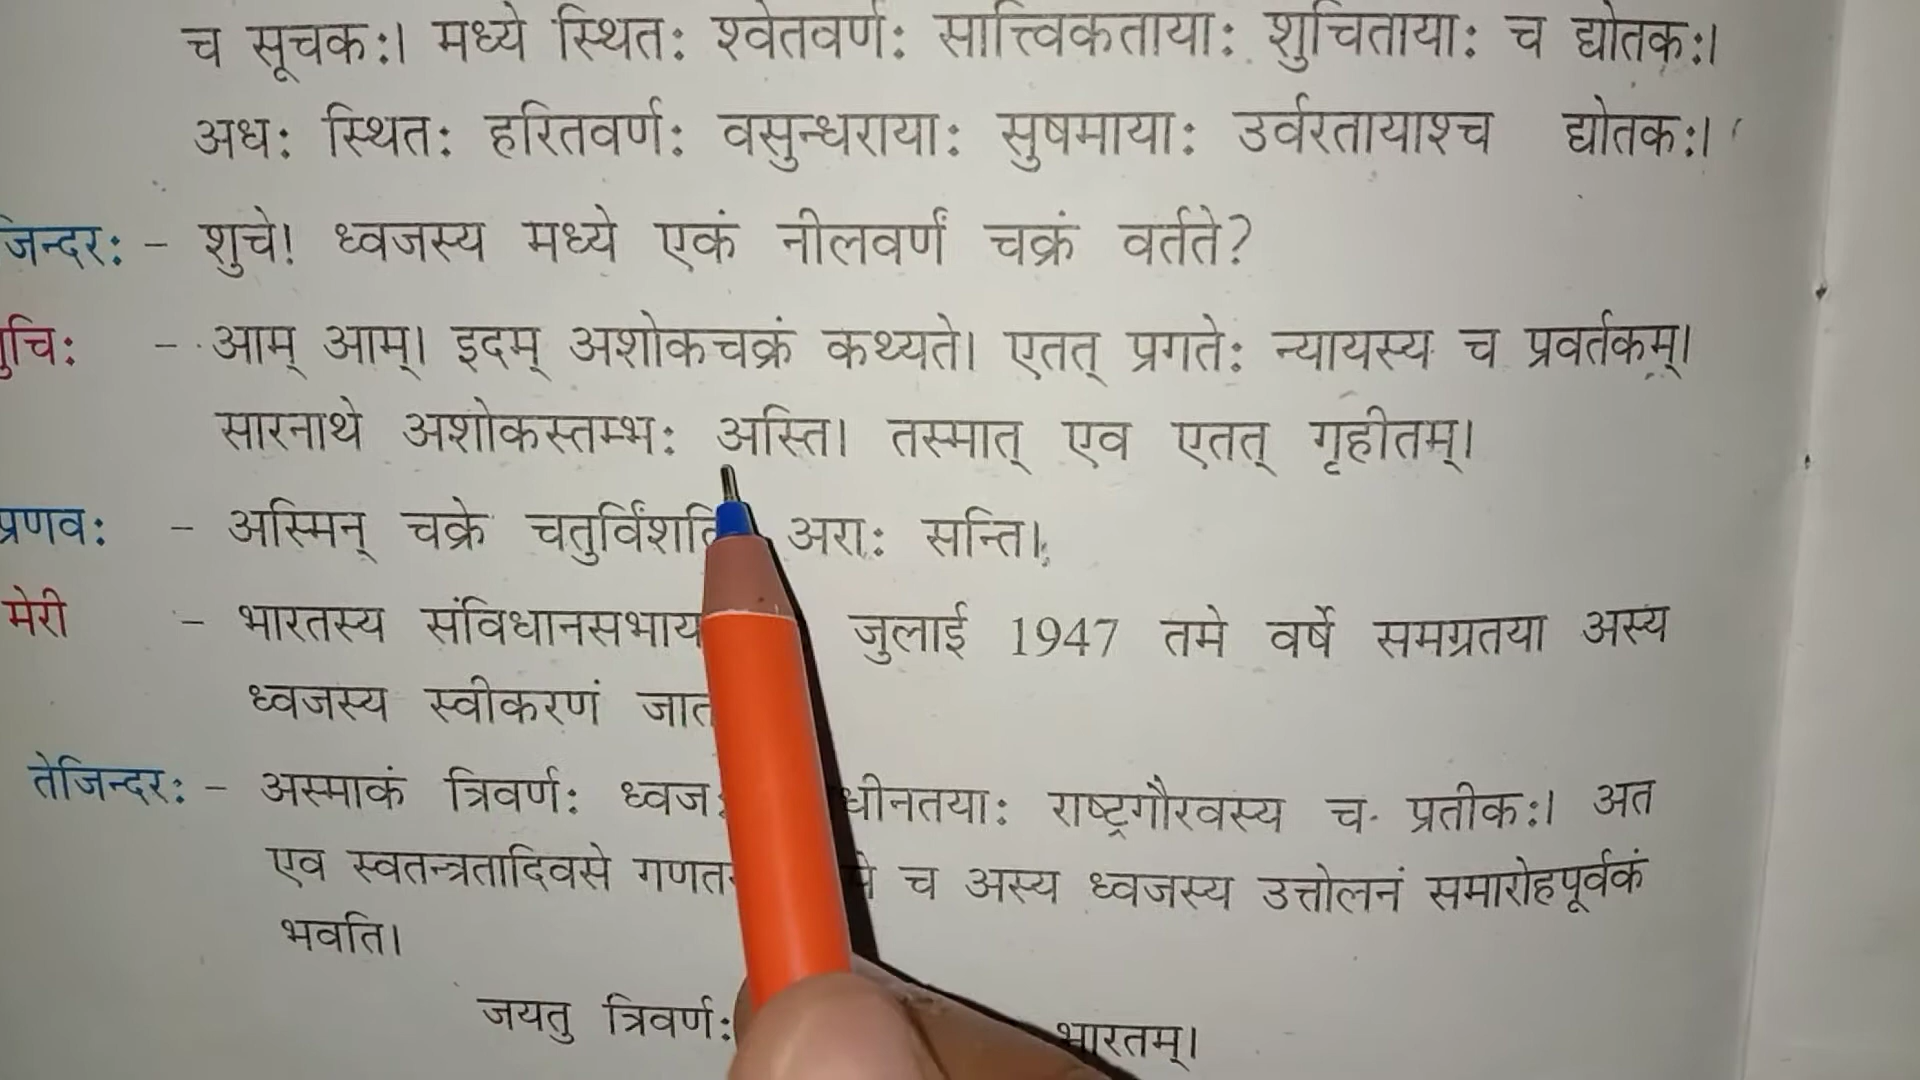 च सूचक:। मध्ये स्थित: श्वेतवर्ण: सात्त्विकताया: शुचिताया: च द्योतक:।
अध: स्थित: हरितवर्ण: वसुन्धराया: सुषमाया: उर्वरतायाश्च द्योतक:।
जिन्दर: - शुचे! ध्वजस्य मध्ये एकं नीलवर्णं चक्रं वर्तते?
शुचि: - आम् आम्। इदम् अशोकचक्रं कथ्यते। एतत् प्रगते: न्यायस्य च प्रवर्तकम्।
सारनाथे अशोकस्तम्भ: अस्ति। तस्मात् एव एतत् गृहीतम्।
प्रणव: - अस्मिन् चक्रे चतुर्विंशति अरा: सन्ति।
मेरी - भारतस्य जुलाई 1947 तमे वर्षे समग्रतया अस्य
ध्वजस्य स्वीकरणं
तेजिन्दर: - अस्माकं त्रिवर्ण: ध्वज: राष्ट्रगौरवस्य च प्रतीक:। अत
एव स्वतन्त्रतादिवसे च अस्य ध्वजस्य उत्तोलनं समारोहपूर्वकं
भवति।
जयतु त्रिवर्ण: भारतम्।